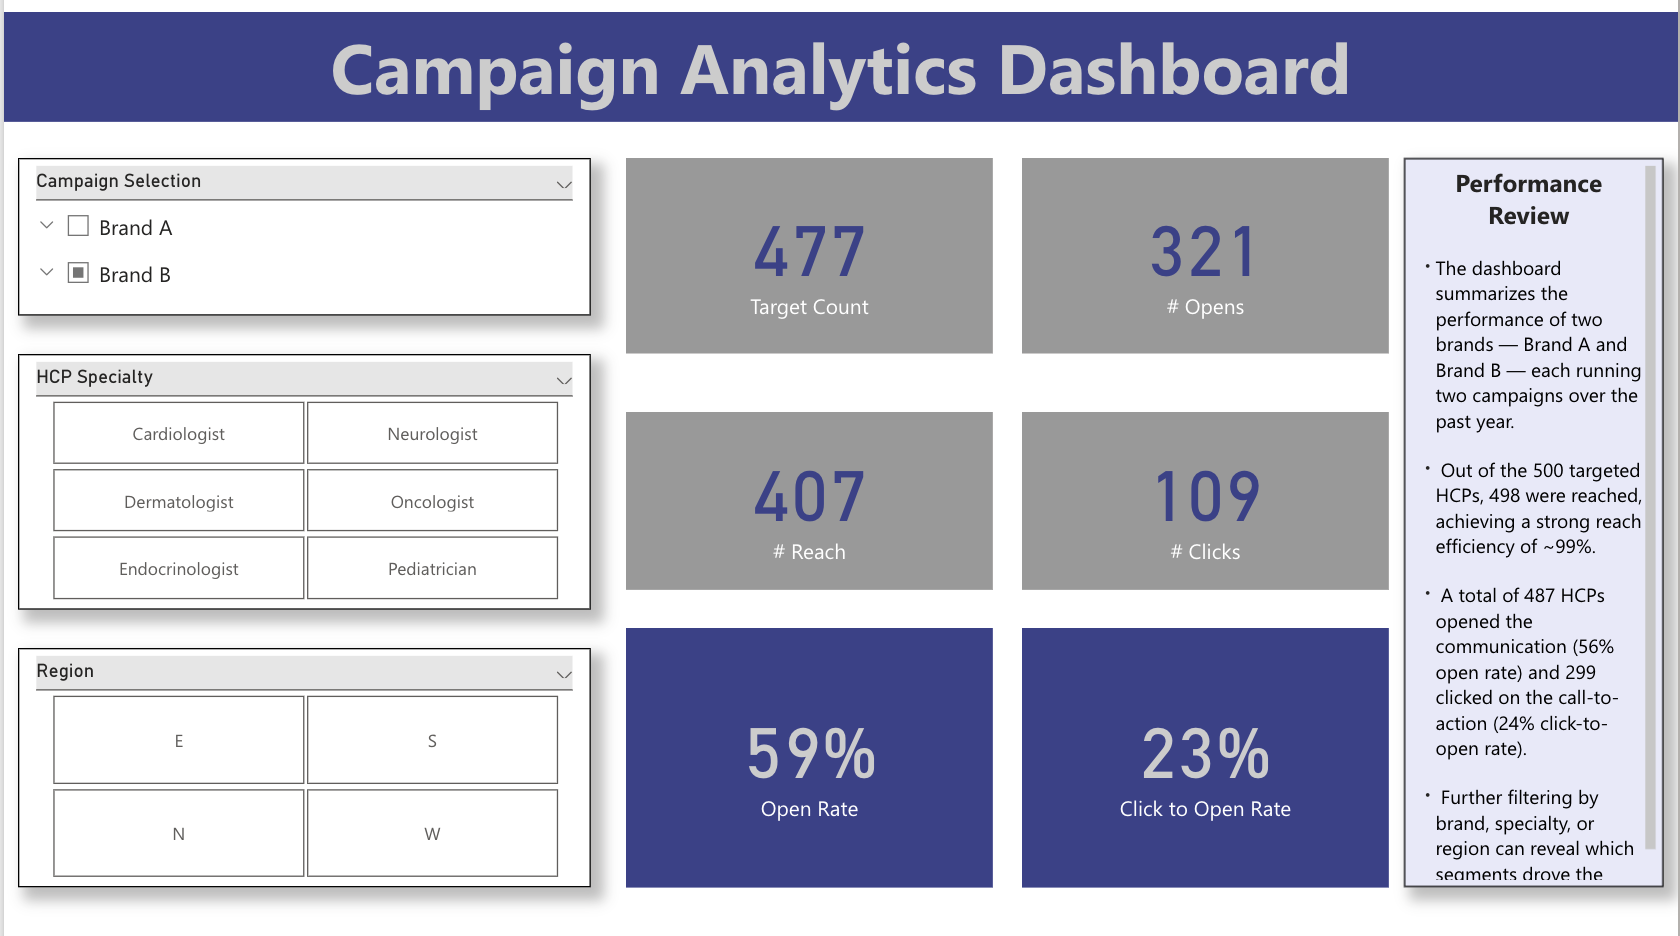 Campaign Analytics Dashboard
Campaign Selection
Brand A
Brand B
HCP Specialty
Cardiologist
Neurologist
Dermatologist
Oncologist
Endocrinologist
Pediatrician
Region
E
S
N
W
477
Target Count
321
# Opens
407
# Reach
109
# Clicks
59%
Open Rate
23%
Click to Open Rate
Performance
Review
• The dashboard
summarizes the
performance of two
brands — Brand A and
Brand B — each running
two campaigns over the
past year.
• Out of the 500 targeted
HCPs, 498 were reached,
achieving a strong reach
efficiency of ~99%.
• A total of 487 HCPs
opened the
communication (56%
open rate) and 299
clicked on the call-to-
action (24% click-to-
open rate).
• Further filtering by
brand, specialty, or
region can reveal which
segments drove the